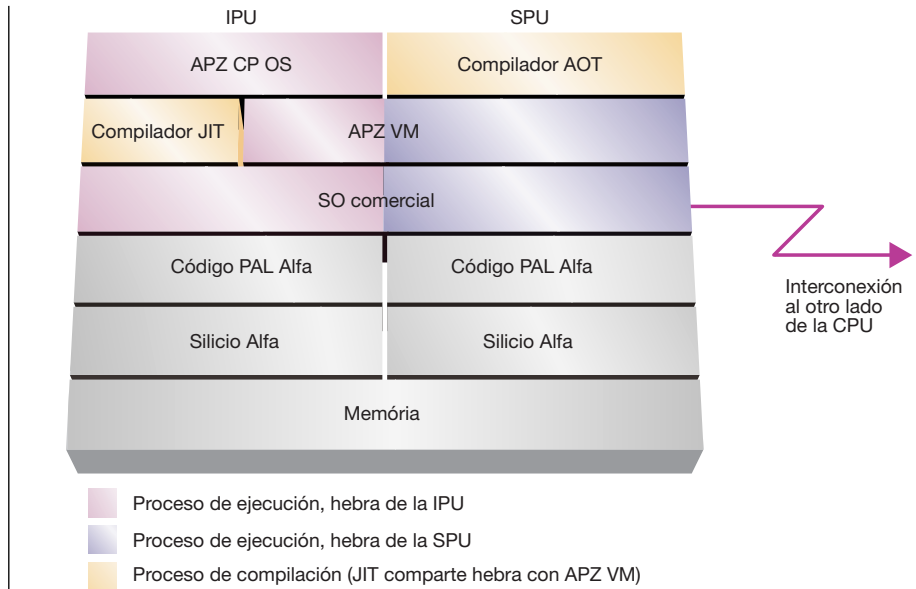 IPU
SPU
APZ CP OS
Compilador AOT
Compilador JIT
APZ VM
SO comercial
Código PAL Alfa
Código PAL Alfa
Interconexión
al otro lado
de la CPU
Silicio Alfa
Silicio Alfa
Memória
Proceso de ejecución, hebra de la IPU
Proceso de ejecución, hebra de la SPU
Proceso de compilación (JIT comparte hebra con APZ VM)